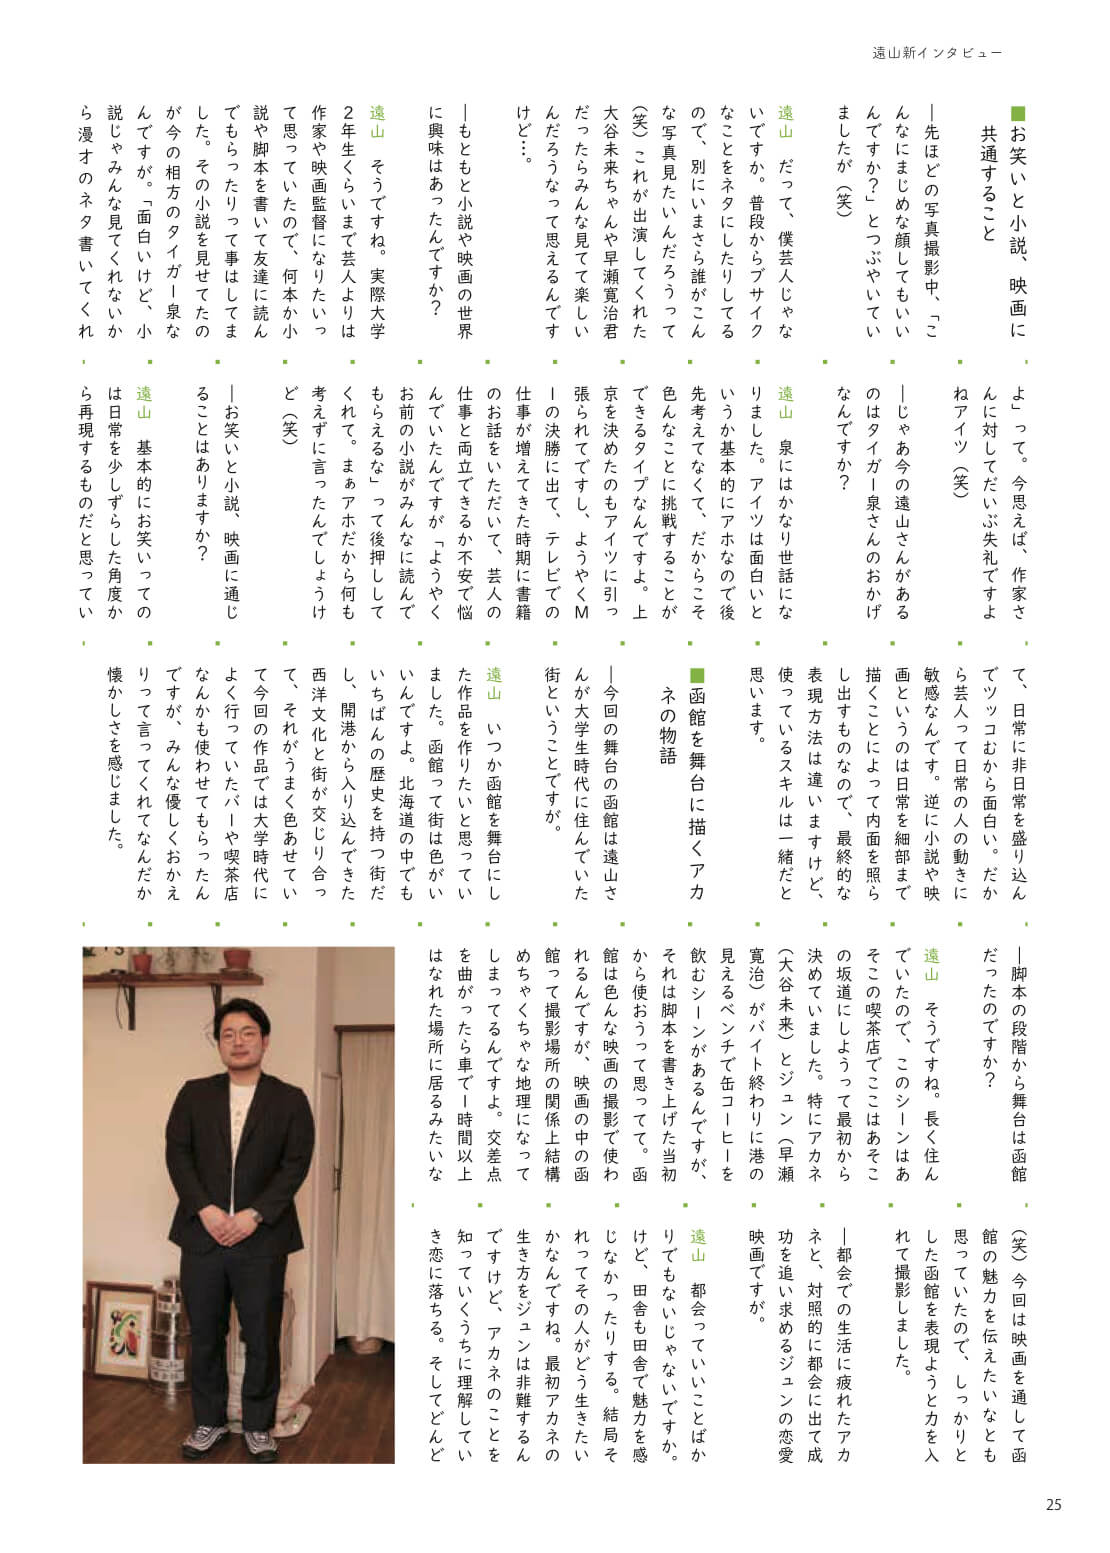 遠山新インタビュー
■お笑いと小説、映画に
共通すること
―先ほどの写真撮影中、「こ
んなにまじめな顔してもいい
んですか?」とつぶやいてい
ましたが（笑）
遠山　だって、僕芸人じゃな
いですか。普段からブサイク
なことをネタにしたりしてる
ので、別にいまさら誰がこん
な写真見たいんだろうって
（笑）これが出演してくれた
大谷未来ちゃんや早瀬寛治君
だったらみんな見てて楽しい
んだろうなって思えるんです
けど…。
―もともと小説や映画の世界
に興味はあったんですか?
遠山　そうですね。実際大学
２年生くらいまで芸人よりは
作家や映画監督になりたいっ
て思っていたので、何本か小
説や脚本を書いて友達に読ん
でもらったりって事はしてま
した。その小説を見せてたの
が今の相方のタイガー泉な
んですが。「面白いけど、小
説じゃみんな見てくれないか
ら漫才のネタ書いてくれ
よ」って。今思えば、作家さ
んに対してだいぶ失礼ですよ
ねアイツ（笑）
―じゃあ今の遠山さんがある
のはタイガー泉さんのおかげ
なんですか?
遠山　泉にはかなり世話にな
りました。アイツは面白いと
いうか基本的にアホなので後
先考えてなくて、だからこそ
色んなことに挑戦することが
できるタイプなんですよ。上
京を決めたのもアイツに引っ
張られてですし、ようやくＭ
－１の決勝に出て、テレビでの
仕事が増えてきた時期に書籍
のお話をいただいて、芸人の
仕事と両立できるか不安で悩
んでいたんですが「ようやく
お前の小説がみんなに読んで
もらえるな」って後押しして
くれて。まぁアホだから何も
考えずに言ったんでしょうけ
ど（笑）
―お笑いと小説、映画に通じ
ることはありますか?
遠山　基本的にお笑いっての
は日常を少しずらした角度か
ら再現するものだと思ってい
て、日常に非日常を盛り込ん
でツッコむから面白い。だか
ら芸人って日常の人の動きに
敏感なんです。逆に小説や映
画というのは日常を細部まで
描くことによって内面を照ら
し出すものなので、最終的な
表現方法は違いますけど、
使っているスキルは一緒だと
思います。
■函館を舞台に描くアカ
ネの物語
―今回の舞台の函館は遠山さ
んが大学生時代に住んでいた
街ということですが。
遠山　いつか函館を舞台にし
た作品を作りたいと思ってい
ました。函館って街は色がい
いんですよ。北海道の中でも
いちばんの歴史を持つ街だ
し、開港から入り込んできた
西洋文化と街が交じり合っ
て、それがうまく色あせてい
て今回の作品では大学時代に
よく行っていたバーや喫茶店
なんかも使わせてもらったん
ですが、みんな優しくおかえ
りって言ってくれてなんだか
懐かしさを感じました。
―脚本の段階から舞台は函館
だったのですか?
遠山　そうですね。長く住ん
でいたので、このシーンはあ
そこの喫茶店でここはあそこ
の坂道にしようって最初から
決めていました。特にアカネ
（大谷未来）とジュン（早瀬
寛治）がバイト終わりに港の
見えるベンチで缶コーヒーを
飲むシーンがあるんですが、
それは脚本を書き上げた当初
から使おうって思ってて。函
館は色んな映画の撮影で使わ
れるんですが、映画の中の函
館って撮影場所の関係上結構
めちゃくちゃな地理になって
しまってるんですよ。交差点
を曲がったら車で１時間以上
はなれた場所に居るみたいな
（笑）今回は映画を通して函
館の魅力を伝えたいなとも
思っていたので、しっかりと
した函館を表現ようと力を入
れて撮影しました。
―都会での生活に疲れたアカ
ネと、対照的に都会に出て成
功を追い求めるジュンの恋愛
映画ですが。
遠山　都会っていいことばか
りでもないじゃないですか。
けど、田舎も田舎で魅力を感
じなかったりする。結局そ
れってその人がどう生きたい
かなんですね。最初アカネの
生き方をジュンは非難するん
ですけど、アカネのことを
知っていくうちに理解してい
き恋に落ちる。そしてどんど
25